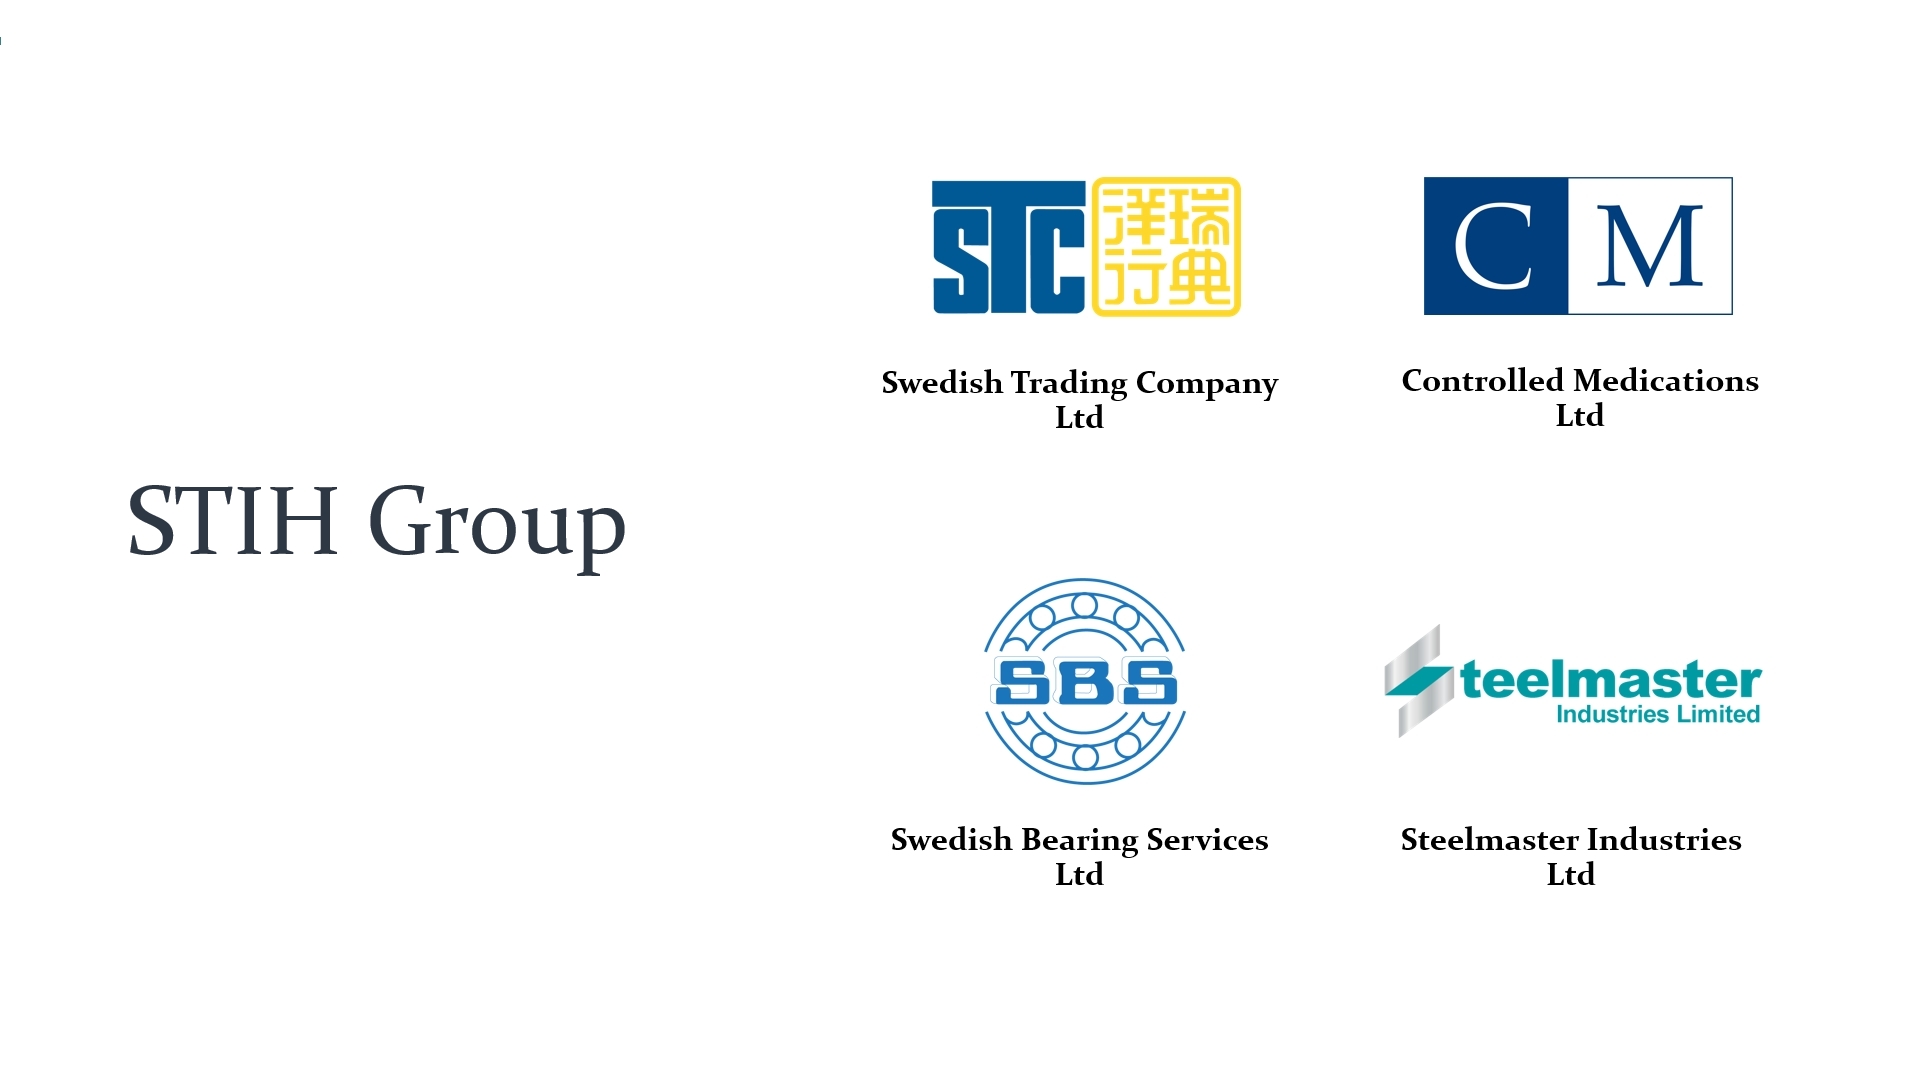 STIH Group
STC
瑞典
洋行
Swedish Trading Company
Ltd
C M
Controlled Medications
Ltd
SBS
Swedish Bearing Services
Ltd
Steelmaster
Industries Limited
Steelmaster Industries
Ltd